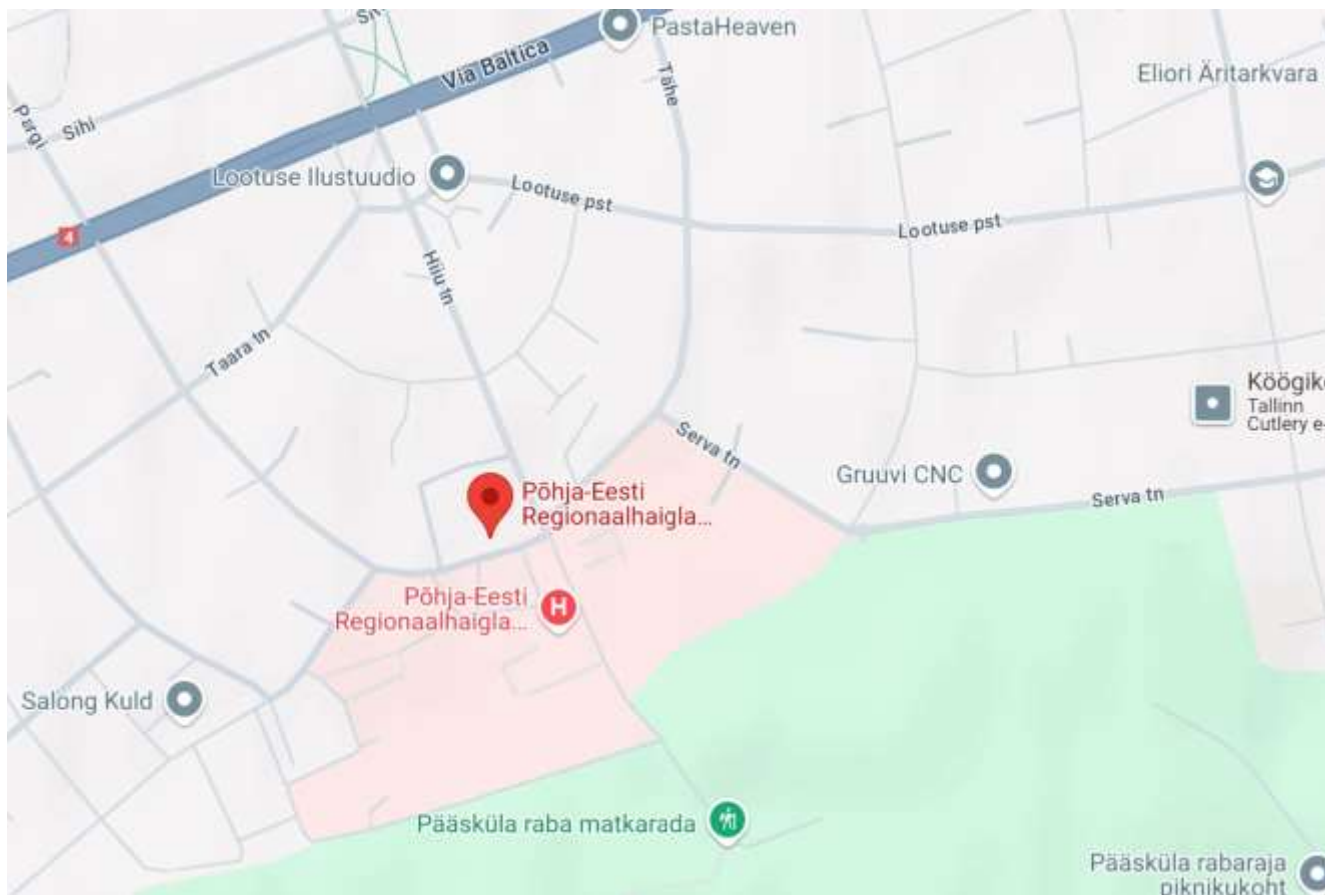 Via Baltica
PastaHeaven
Eliori Äritarkvara
Pargi
Sihi
Tähe
Lootuse Ilustuudio
Lootuse pst
Lootuse pst
4
Hiiu tn
Taara tn
Köögik
Tallinn
Cutlery e-
Serva tn
Gruuvi CNC
Serva tn
Põhja-Eesti
Regionaalhaigla...
Põhja-Eesti
Regionaalhaigla...
H
Salong Kuld
Pääsküla raba matkarada
Pääsküla rabaraja
piknikukoht